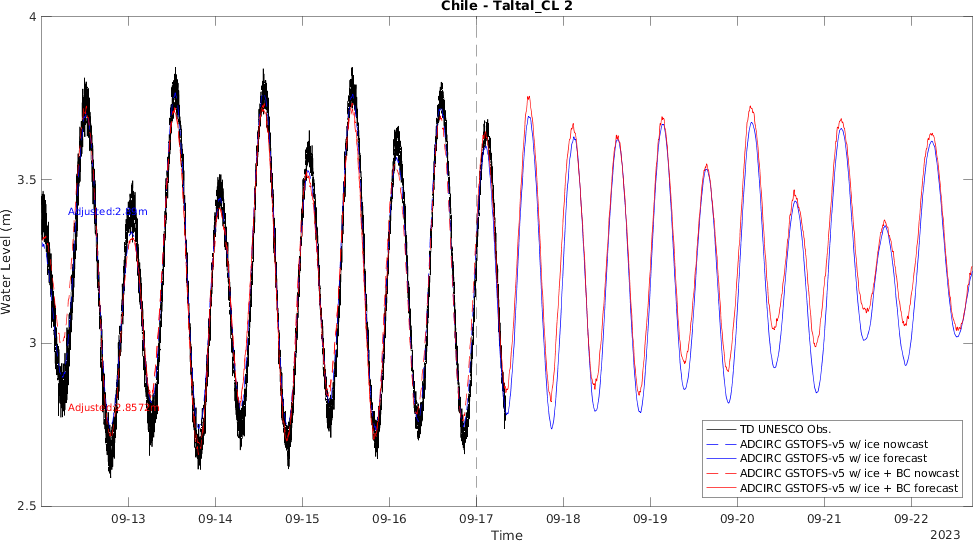 Chile - Taltal_CL 2
4
3.5
3
2.5
Water Level (m)
Adjusted:
Adjusted:2.857
09-13
09-14
09-15
09-16
09-17
09-18
09-19
09-20
09-21
09-22
2023
Time
TD UNESCO Obs.
ADCIRC GSTOFS-v5 w/ ice nowcast
ADCIRC GSTOFS-v5 w/ ice forecast
ADCIRC GSTOFS-v5 w/ ice + BC nowcast
ADCIRC GSTOFS-v5 w/ ice + BC forecast